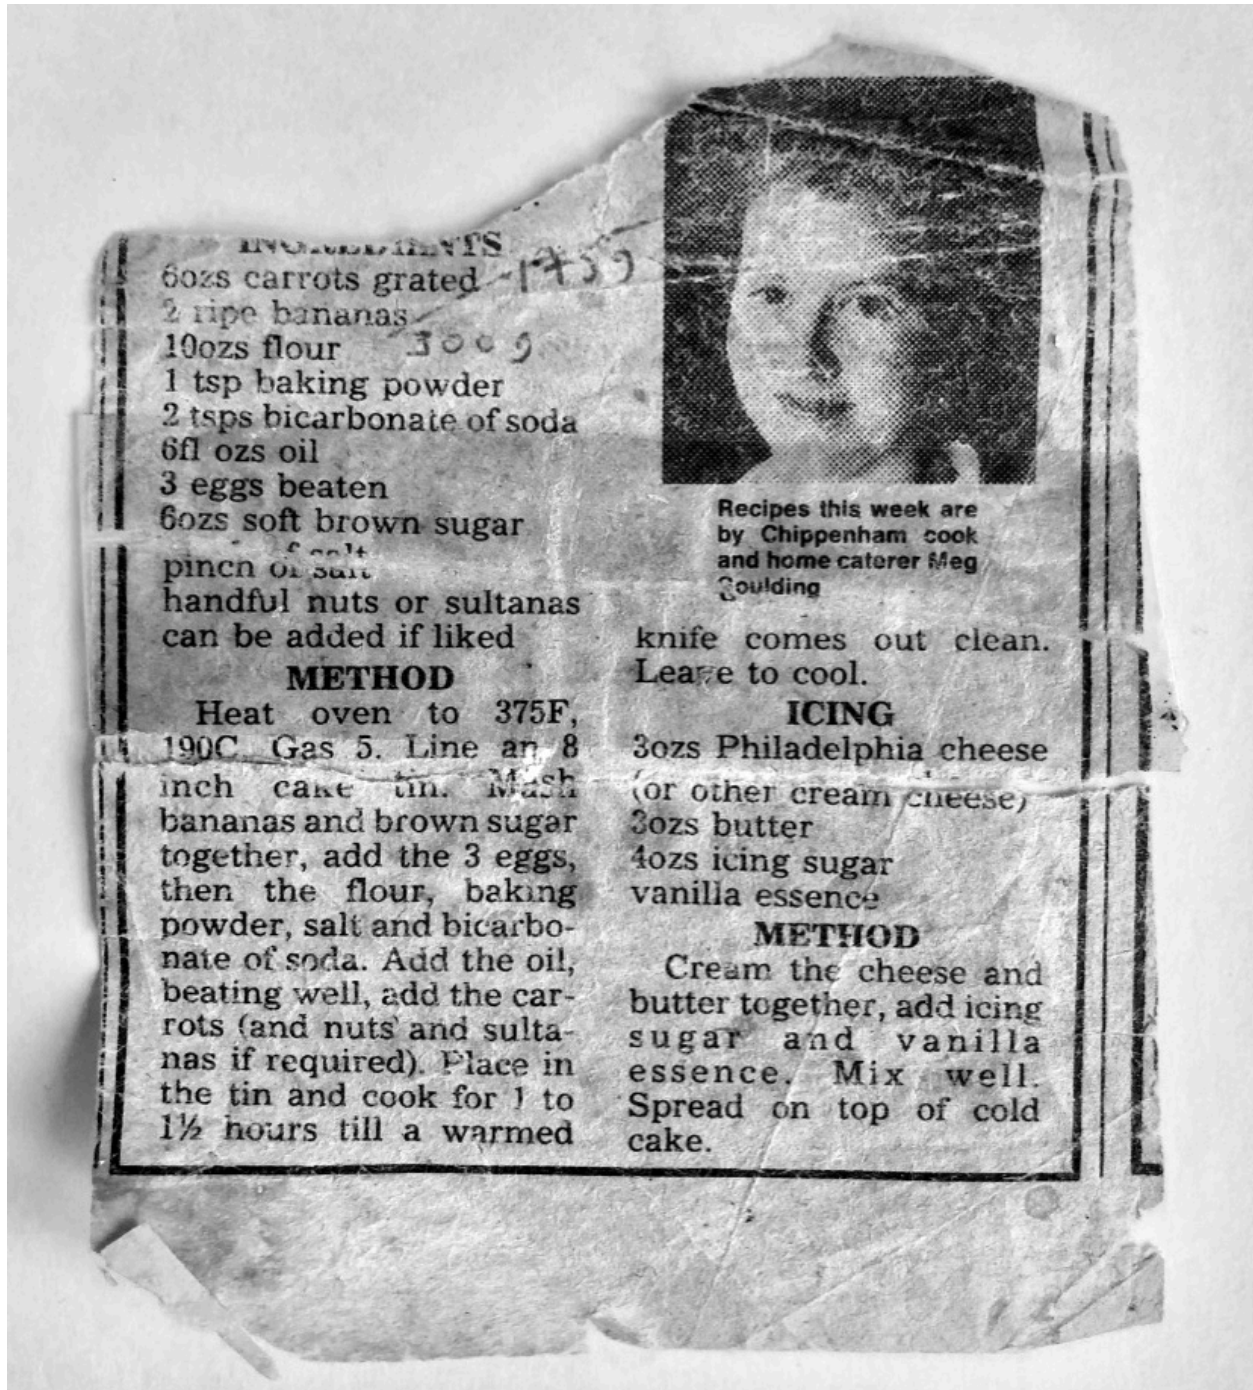 INGREDIENTS
6ozs carrots grated 175g
2 ripe bananas
10ozs flour 300g
1 tsp baking powder
2 tsps bicarbonate of soda
6fl ozs oil
3 eggs beaten
6ozs soft brown sugar
pinch of salt
handful nuts or sultanas
can be added if liked
METHOD
Heat oven to 375F,
190C Gas 5. Line an 8
inch cake tin. Mash
bananas and brown sugar
together, add the 3 eggs,
then the flour, baking
powder, salt and bicarbo-
nate of soda. Add the oil,
beating well, add the car-
rots (and nuts and sulta-
nas if required). Place in
the tin and cook for 1 to
1½ hours till a warmed
Recipes this week are
by Chippenham cook
and home caterer Meg
Goulding
knife comes out clean.
Leave to cool.
ICING
3ozs Philadelphia cheese
(or other cream cheese)
3ozs butter
4ozs icing sugar
vanilla essence
METHOD
Cream the cheese and
butter together, add icing
sugar and vanilla
essence. Mix well.
Spread on top of cold
cake.